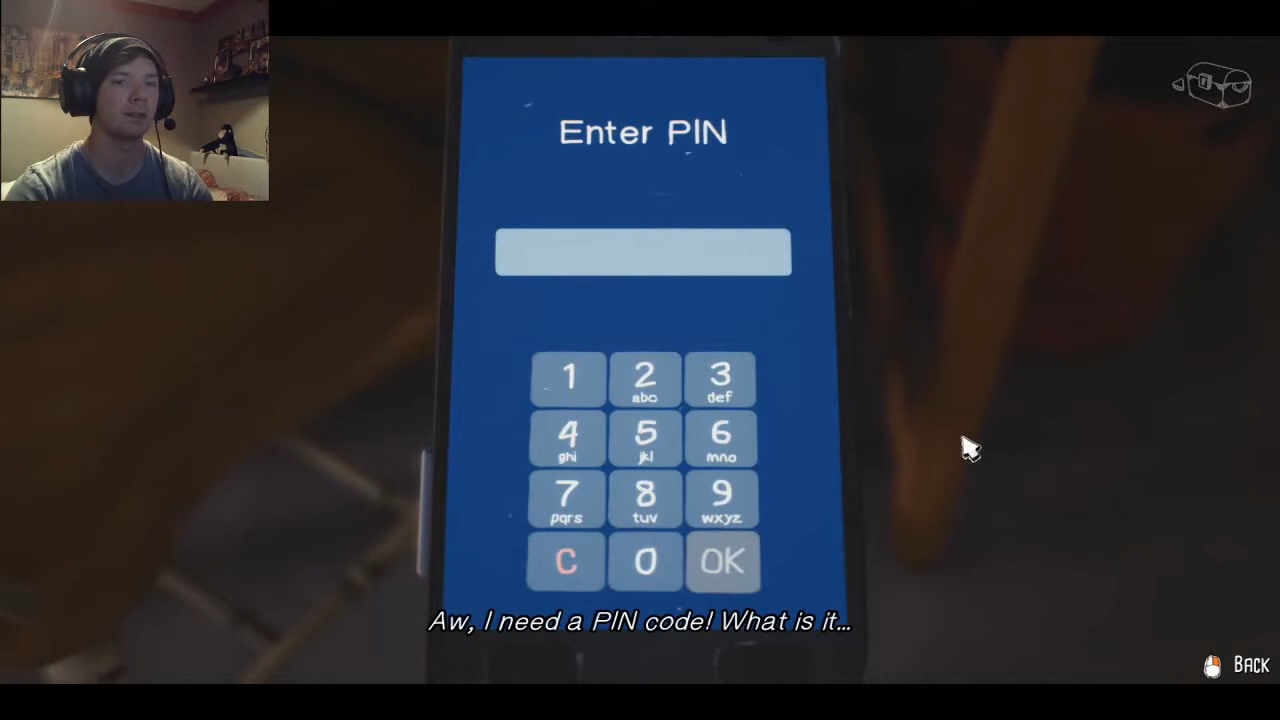 Enter PIN
1 2 3
abc def
4 5 6
ghi jkl mno
7 8 9
pqrs tuv wxyz
C 0 OK
Aw, I need a PIN code! What is it...
BACK